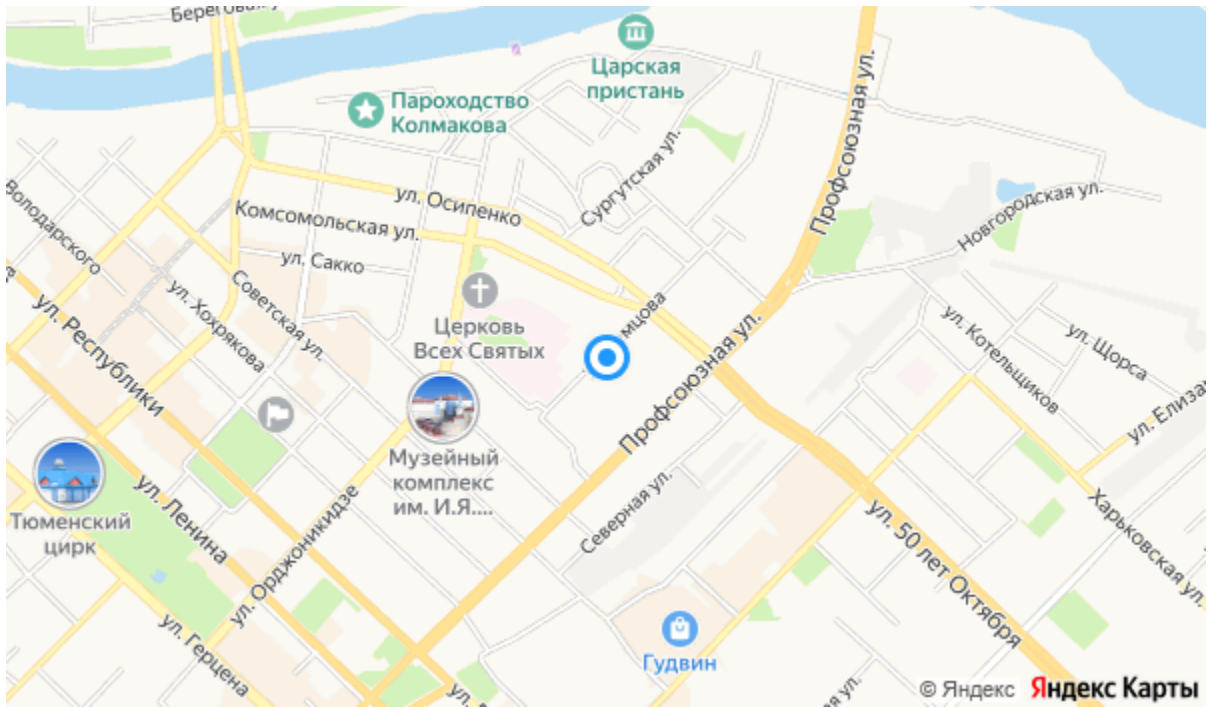 Береговая у
Царская
пристань
Пароходство
Колмакова
Профсоюзная ул.
Сургутская ул.
ул. Осипенко
Комсомольская ул.
ул. Сакко
Володарского
Новгородская ул.
Советская ул.
ул. Хохрякова
ул. Республики
Церковь
Всех Святых
мцова
Профсоюзная ул.
ул. Котельщиков
ул. Щорса
ул. Елиза
Музейный
комплекс
им. И.Я....
Тюменский
цирк
ул. Ленина
ул. Орджоникидзе
ул. Герцена
Северная ул.
ул. 50 лет Октября
Харьковская ул.
Гудвин
ул.
ул.
© Яндекс Яндекс Карты